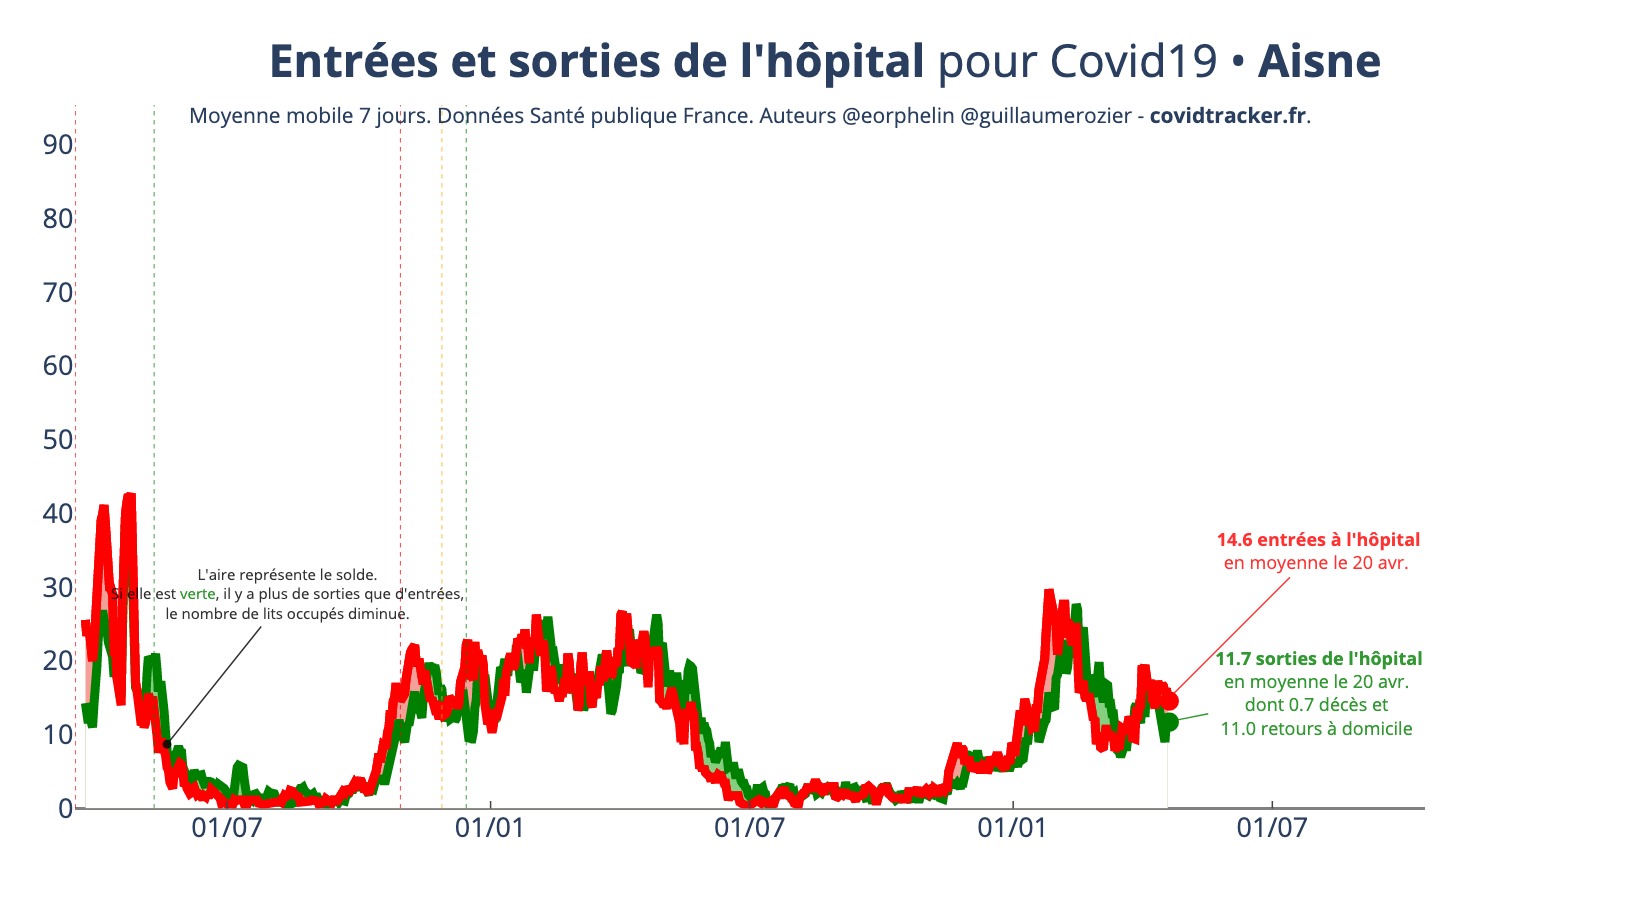 Entrées et sorties de l'hôpital pour Covid19 • Aisne
Moyenne mobile 7 jours. Données Santé publique France. Auteurs @eorphelin @guillaumerozier - covidtracker.fr.
90
80
70
60
50
40
30
20
10
0
L'aire représente le solde.
Si elle est verte, il y a plus de sorties que d'entrées,
le nombre de lits occupés diminue.
14.6 entrées à l'hôpital
en moyenne le 20 avr.
11.7 sorties de l'hôpital
en moyenne le 20 avr.
dont 0.7 décès et
11.0 retours à domicile
01/07
01/01
01/07
01/01
01/07